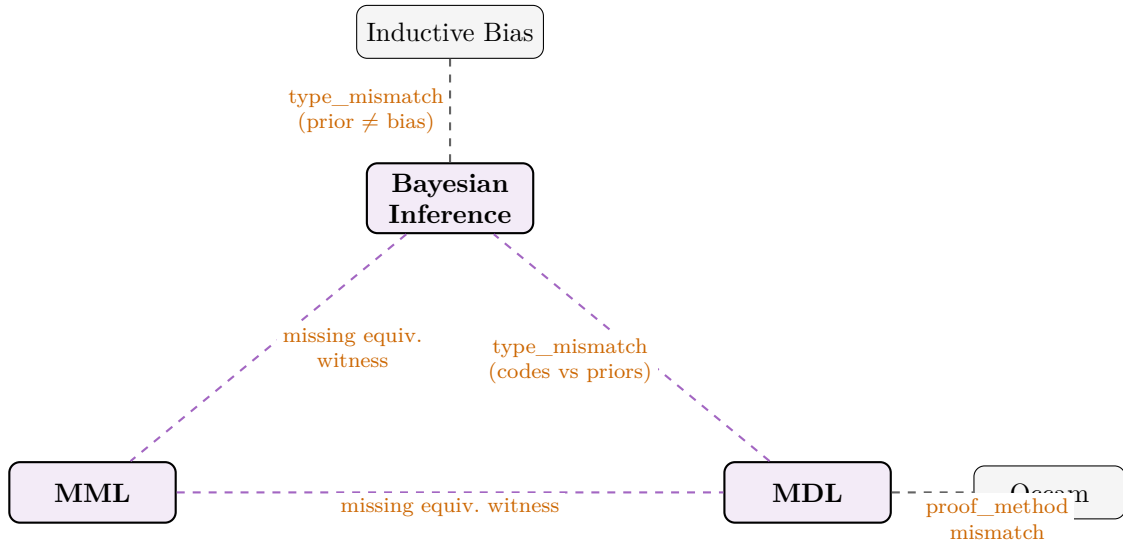 Inductive Bias
type_mismatch
(prior ≠ bias)
Bayesian
Inference
missing equiv.
witness
type_mismatch
(codes vs priors)
MML
missing equiv. witness
MDL
Occam
proof_method
mismatch